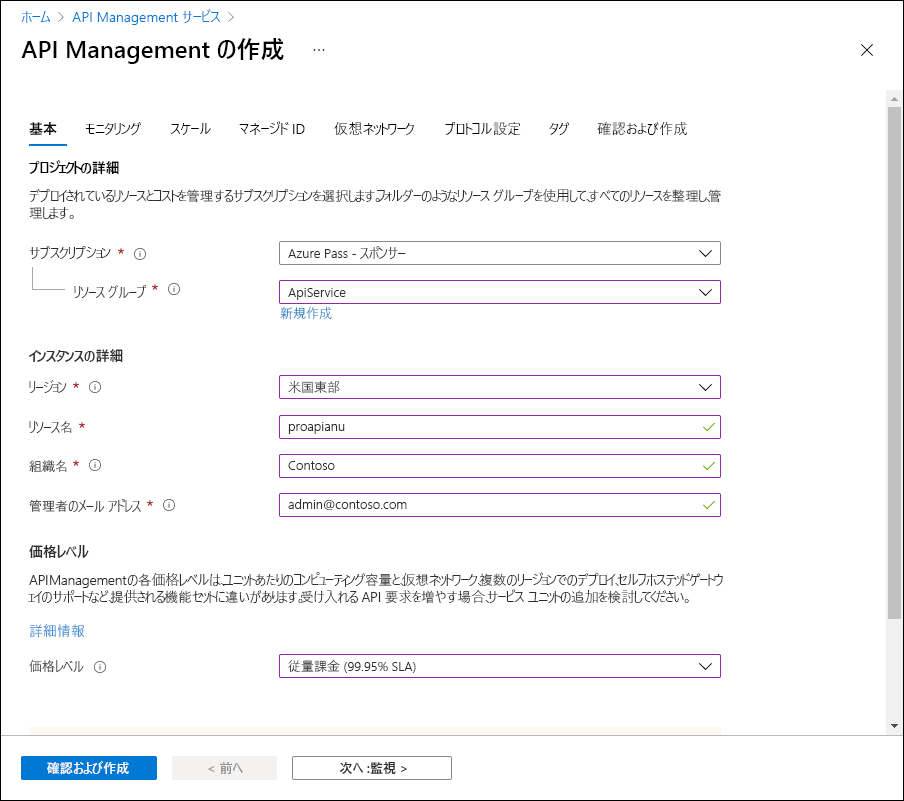 ホーム > API Management サービス >
API Management の作成 ...
基本 モニタリング スケール マネージド ID 仮想ネットワーク プロトコル設定 タグ 確認および作成
プロジェクトの詳細
デプロイされているリソースとコストを管理するサブスクリプションを選択します。フォルダーのようなリソース グループを使用して、すべてのリソースを整理し、管
理します。
サブスクリプション * Azure Pass - スポンサー
リソース グループ * ApiService
新規作成
インスタンスの詳細
リージョン * 米国東部
リソース名 * proapianu
組織名 * Contoso
管理者のメール アドレス * admin@contoso.com
価格レベル
APIManagementの各価格レベルは、ユニットあたりのコンピューティング容量と、仮想ネットワーク、複数のリージョンでのデプロイ、セルフホステッドゲートウ
ェイのサポートなど、提供される機能セットに違いがあります。受け入れる API 要求を増やす場合、サービス ユニットの追加を検討してください。
詳細情報
価格レベル 従量課金 (99.95% SLA)
確認および作成 < 前へ 次へ :監視 >